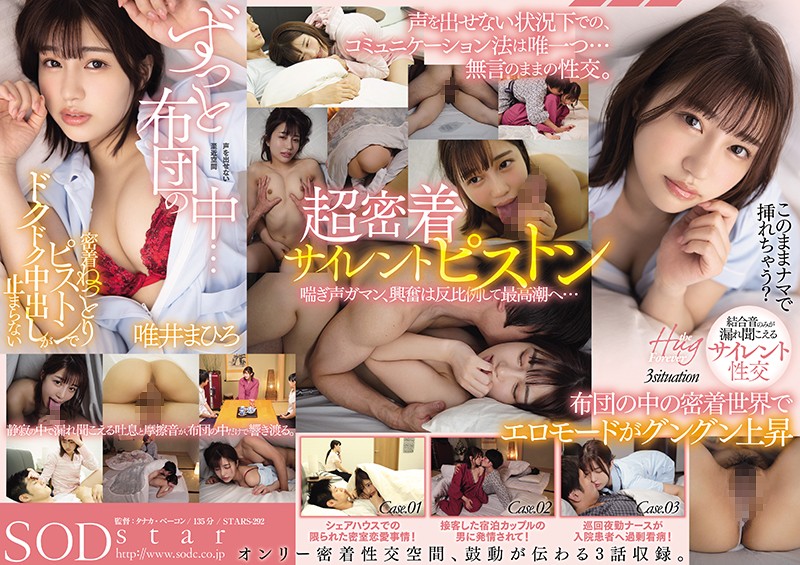 ずっと
布団の
中…
声を出せない
密着ねっとり
ピストンで
ドクドク中出しが
止まらない
唯井まひろ
声を出せない状況下での、
コミュニケーション法は唯一つ…
無言のままの性交。
超密着
サイレントピストン
喘ぎ声ガマン、興奮は反比例して最高潮へ…
このままナマで
挿れちゃう?
the
Hug
Forever
3situation
結合音のみが
漏れ聞こえる
サイレント
性交
布団の中の密着世界で
エロモードがグングン上昇
静寂の中で漏れ聞こえる吐息と摩擦音が、布団の中だけで響き渡る。
Case.01
シェアハウスでの
限られた密室恋愛事情!
Case.02
接客した宿泊カップルの
男に発情されて!
Case.03
巡回夜勤ナースが
入院患者へ過剰看病!
監督:タナカ・ベーコン/135分/STARS-292
SODstar
http://www.sodc.co.jp
オンリー密着性交空間、鼓動が伝わる3話収録。